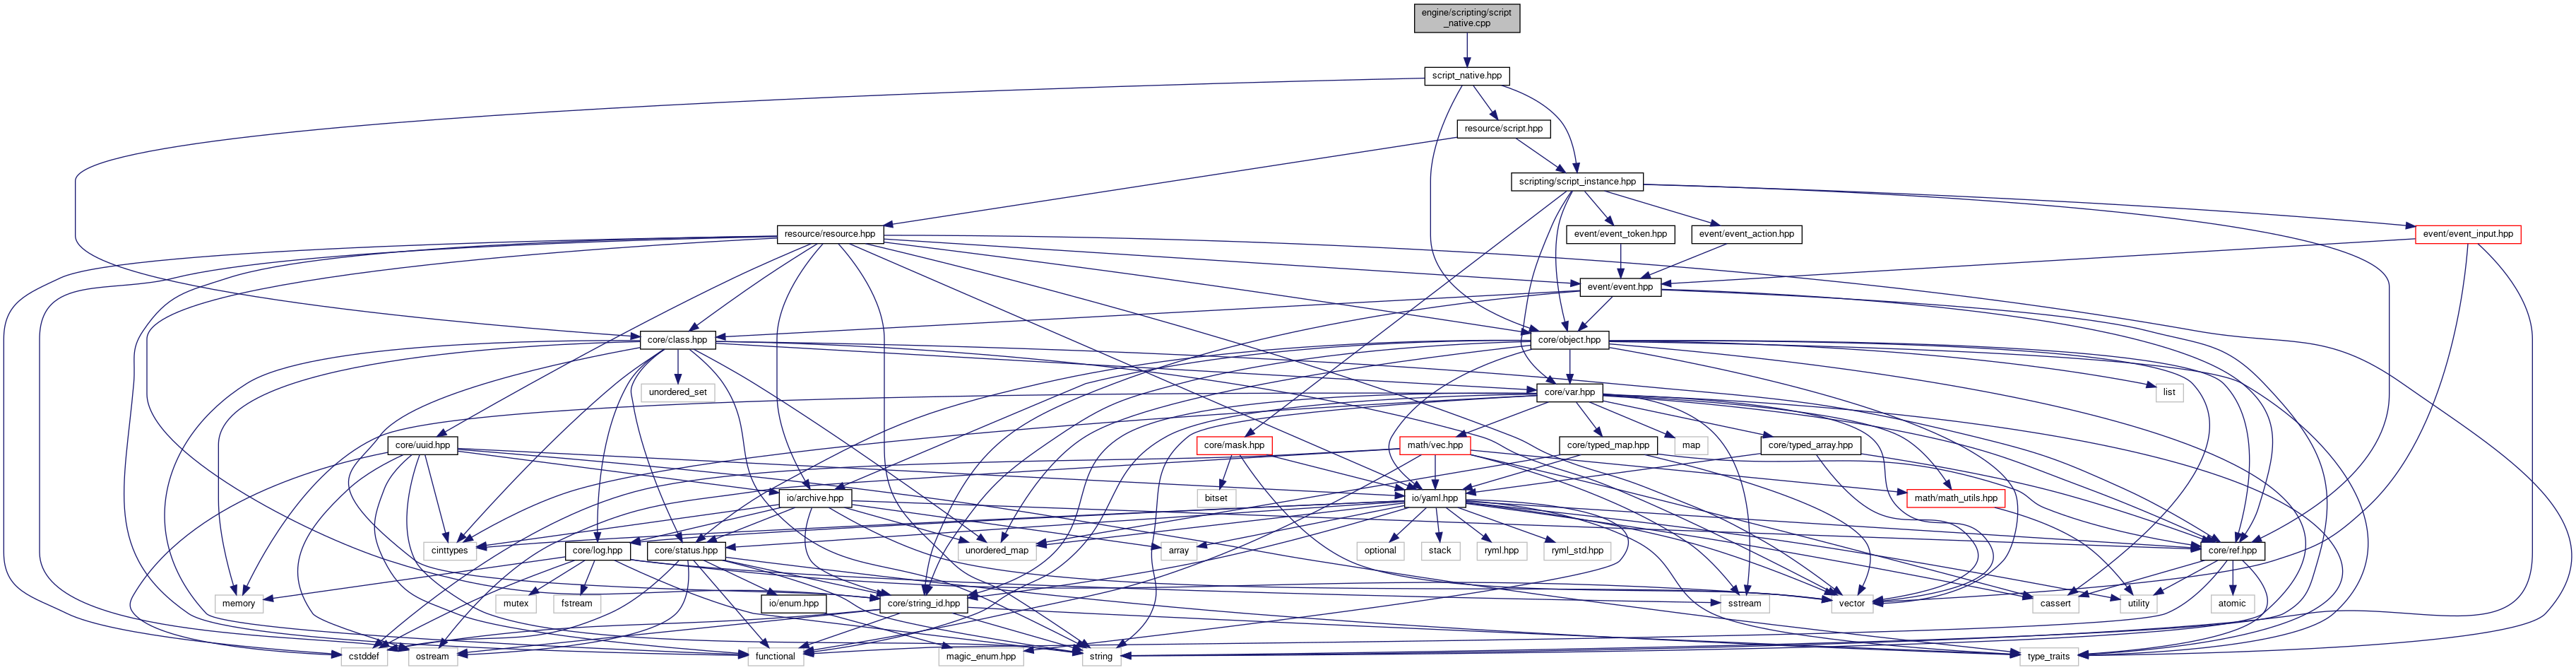 engine/scripting/script
_native.cpp
script_native.hpp
resource/script.hpp
scripting/script_instance.hpp
resource/resource.hpp
event/event_token.hpp
event/event_action.hpp
event/event_input.hpp
event/event.hpp
core/class.hpp
core/object.hpp
unordered_set
core/var.hpp
list
core/uuid.hpp
core/mask.hpp
math/vec.hpp
core/typed_map.hpp
map
core/typed_array.hpp
io/archive.hpp
bitset
io/yaml.hpp
math/math_utils.hpp
cinttypes
core/log.hpp
core/status.hpp
unordered_map
array
optional
stack
ryml.hpp
ryml_std.hpp
core/ref.hpp
memory
mutex
fstream
io/enum.hpp
core/string_id.hpp
sstream
vector
cassert
utility
atomic
cstddef
ostream
functional
magic_enum.hpp
string
type_traits